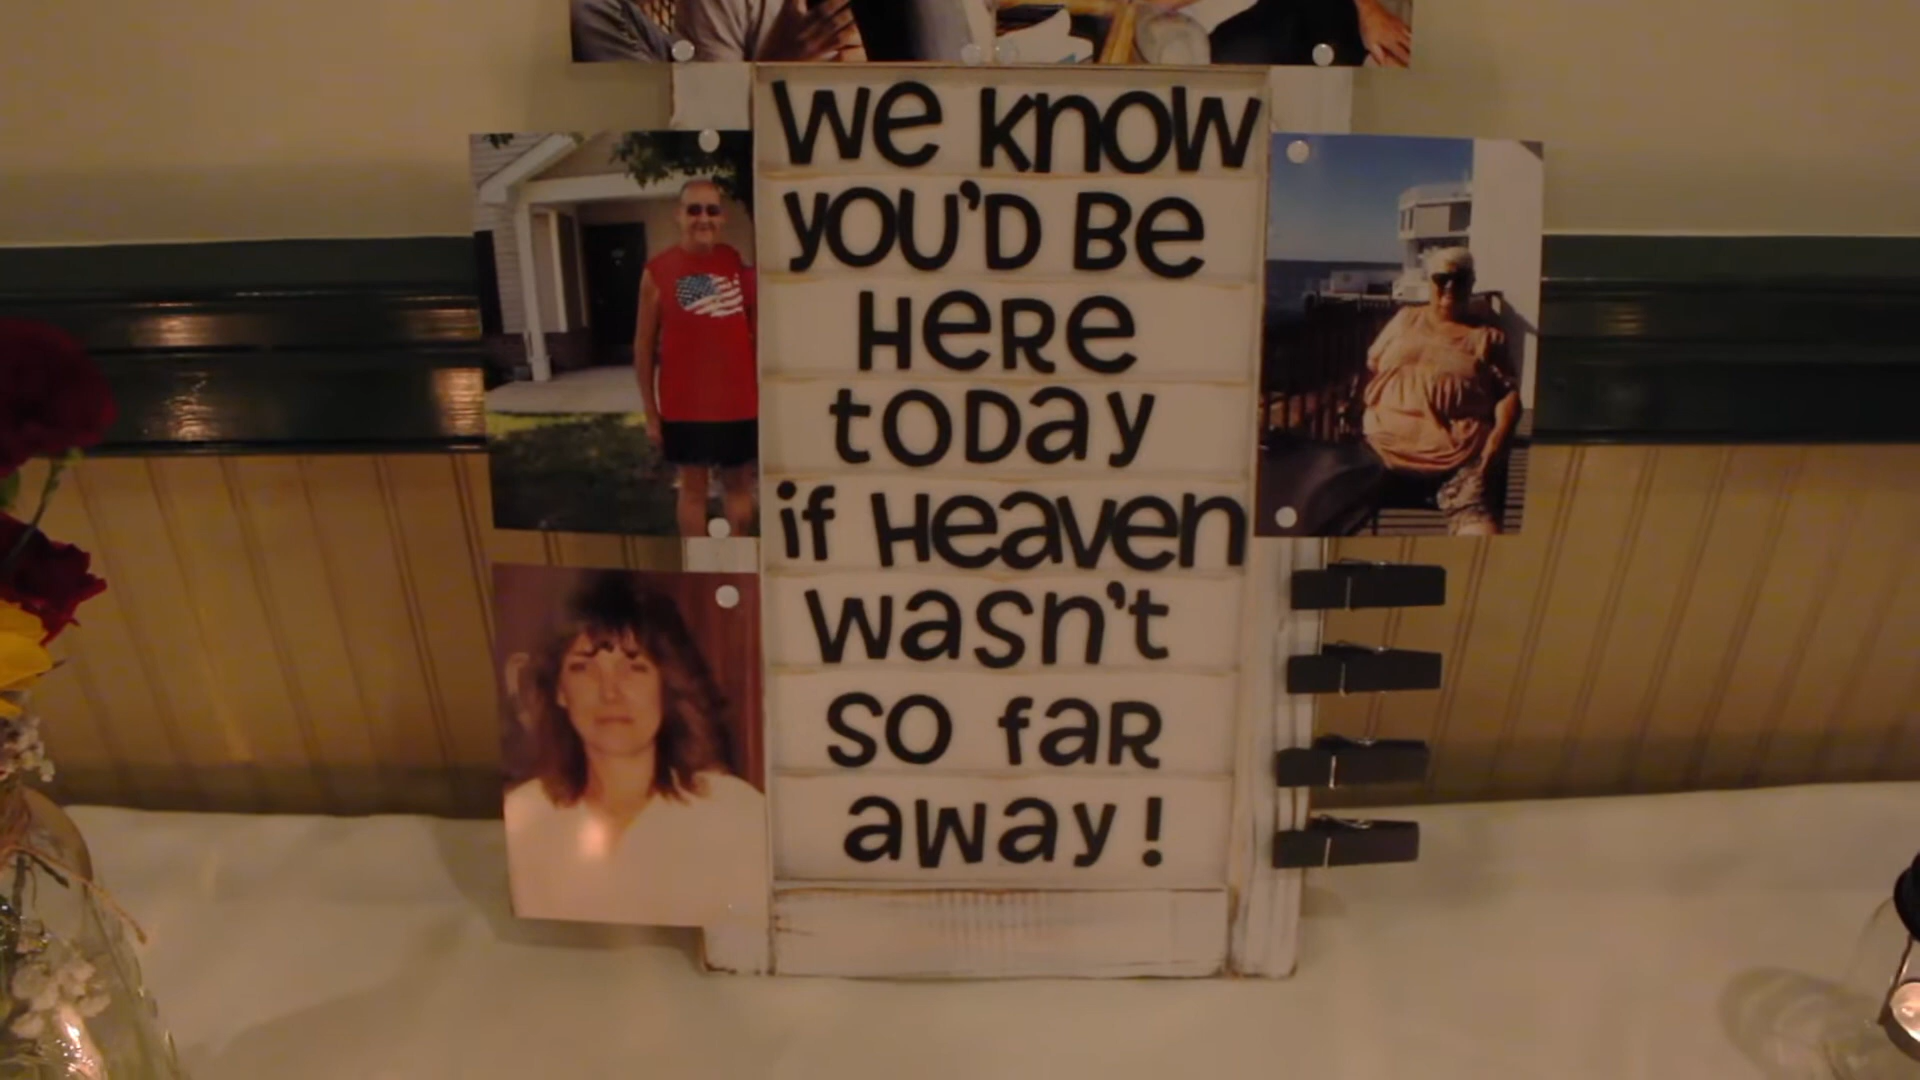 We Know
you'd Be
Here
today
if Heaven
wasn't
so far
away!